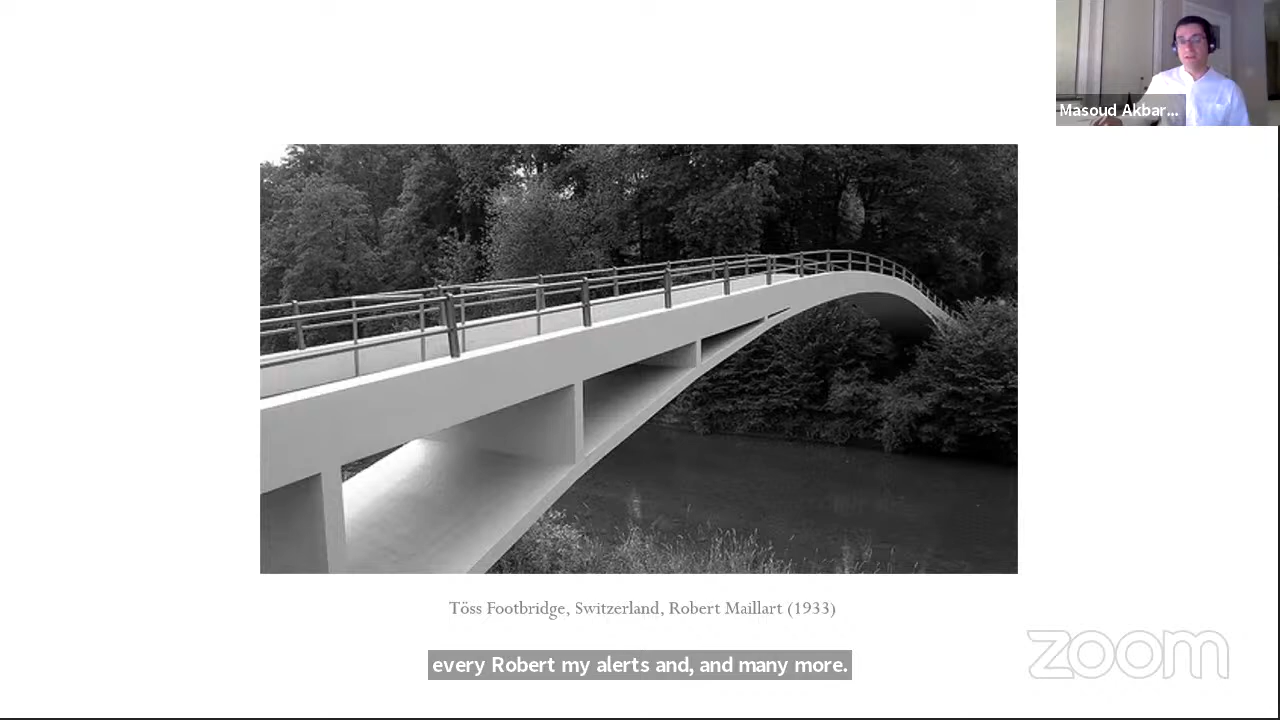 Masoud Akbar...
Töss Footbridge, Switzerland, Robert Maillart (1933)
every Robert my alerts and, and many more.
zoom